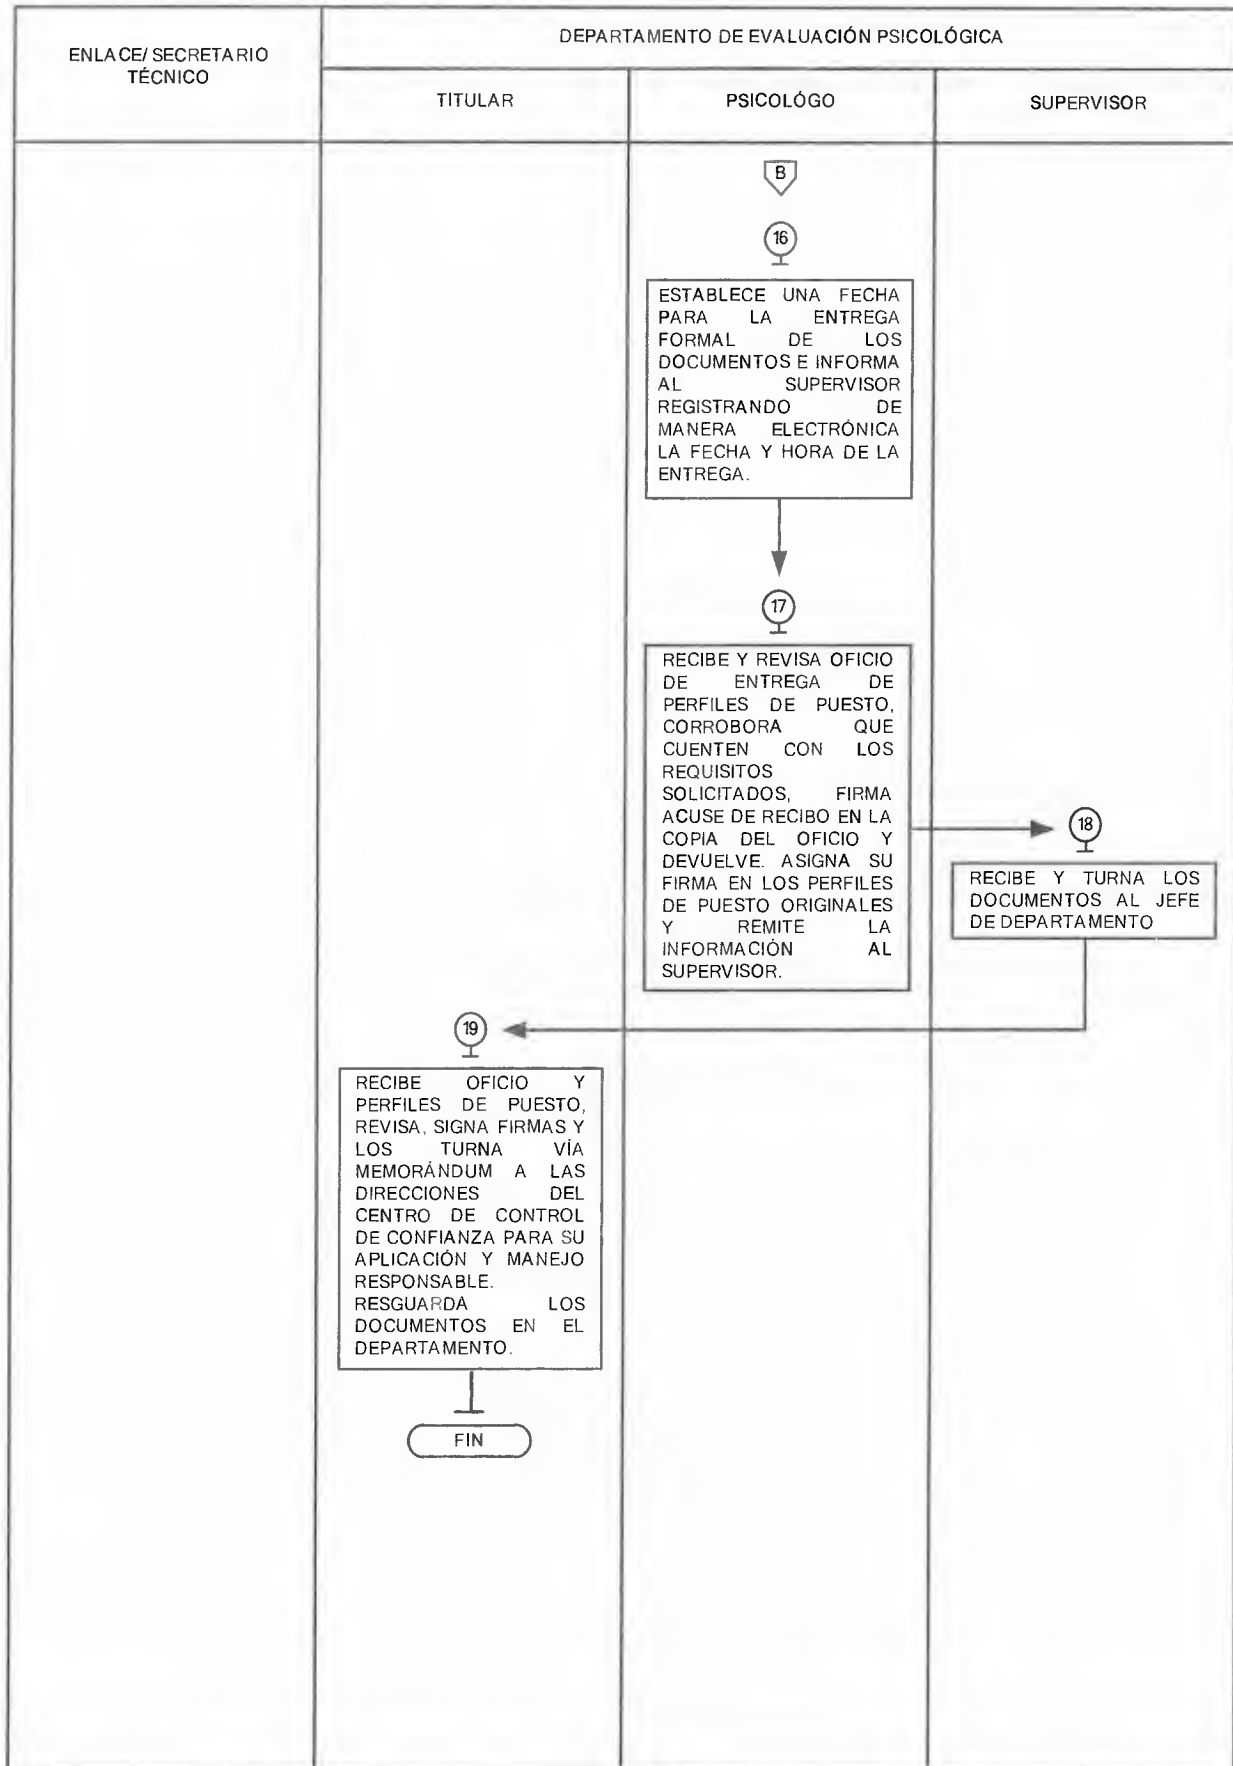 ENLACE/ SECRETARIO
TÉCNICO
DEPARTAMENTO DE EVALUACIÓN PSICOLÓGICA
TITULAR
PSICOLÓGO
SUPERVISOR
B
16
ESTABLECE UNA FECHA
PARA LA ENTREGA
FORMAL DE LOS
DOCUMENTOS E INFORMA
AL SUPERVISOR
REGISTRANDO DE
MANERA ELECTRÓNICA
LA FECHA Y HORA DE LA
ENTREGA.
17
RECIBE Y REVISA OFICIO
DE ENTREGA DE
PERFILES DE PUESTO,
CORROBORA QUE
CUENTEN CON LOS
REQUISITOS
SOLICITADOS, FIRMA
ACUSE DE RECIBO EN LA
COPIA DEL OFICIO Y
DEVUELVE. ASIGNA SU
FIRMA EN LOS PERFILES
DE PUESTO ORIGINALES
Y REMITE LA
INFORMACIÓN AL
SUPERVISOR.
18
RECIBE Y TURNA LOS
DOCUMENTOS AL JEFE
DE DEPARTAMENTO
19
RECIBE OFICIO Y
PERFILES DE PUESTO,
REVISA, SIGNA FIRMAS Y
LOS TURNA VÍA
MEMORÁNDUM A LAS
DIRECCIONES DEL
CENTRO DE CONTROL
DE CONFIANZA PARA SU
APLICACIÓN Y MANEJO
RESPONSABLE.
RESGUARDA LOS
DOCUMENTOS EN EL
DEPARTAMENTO.
FIN